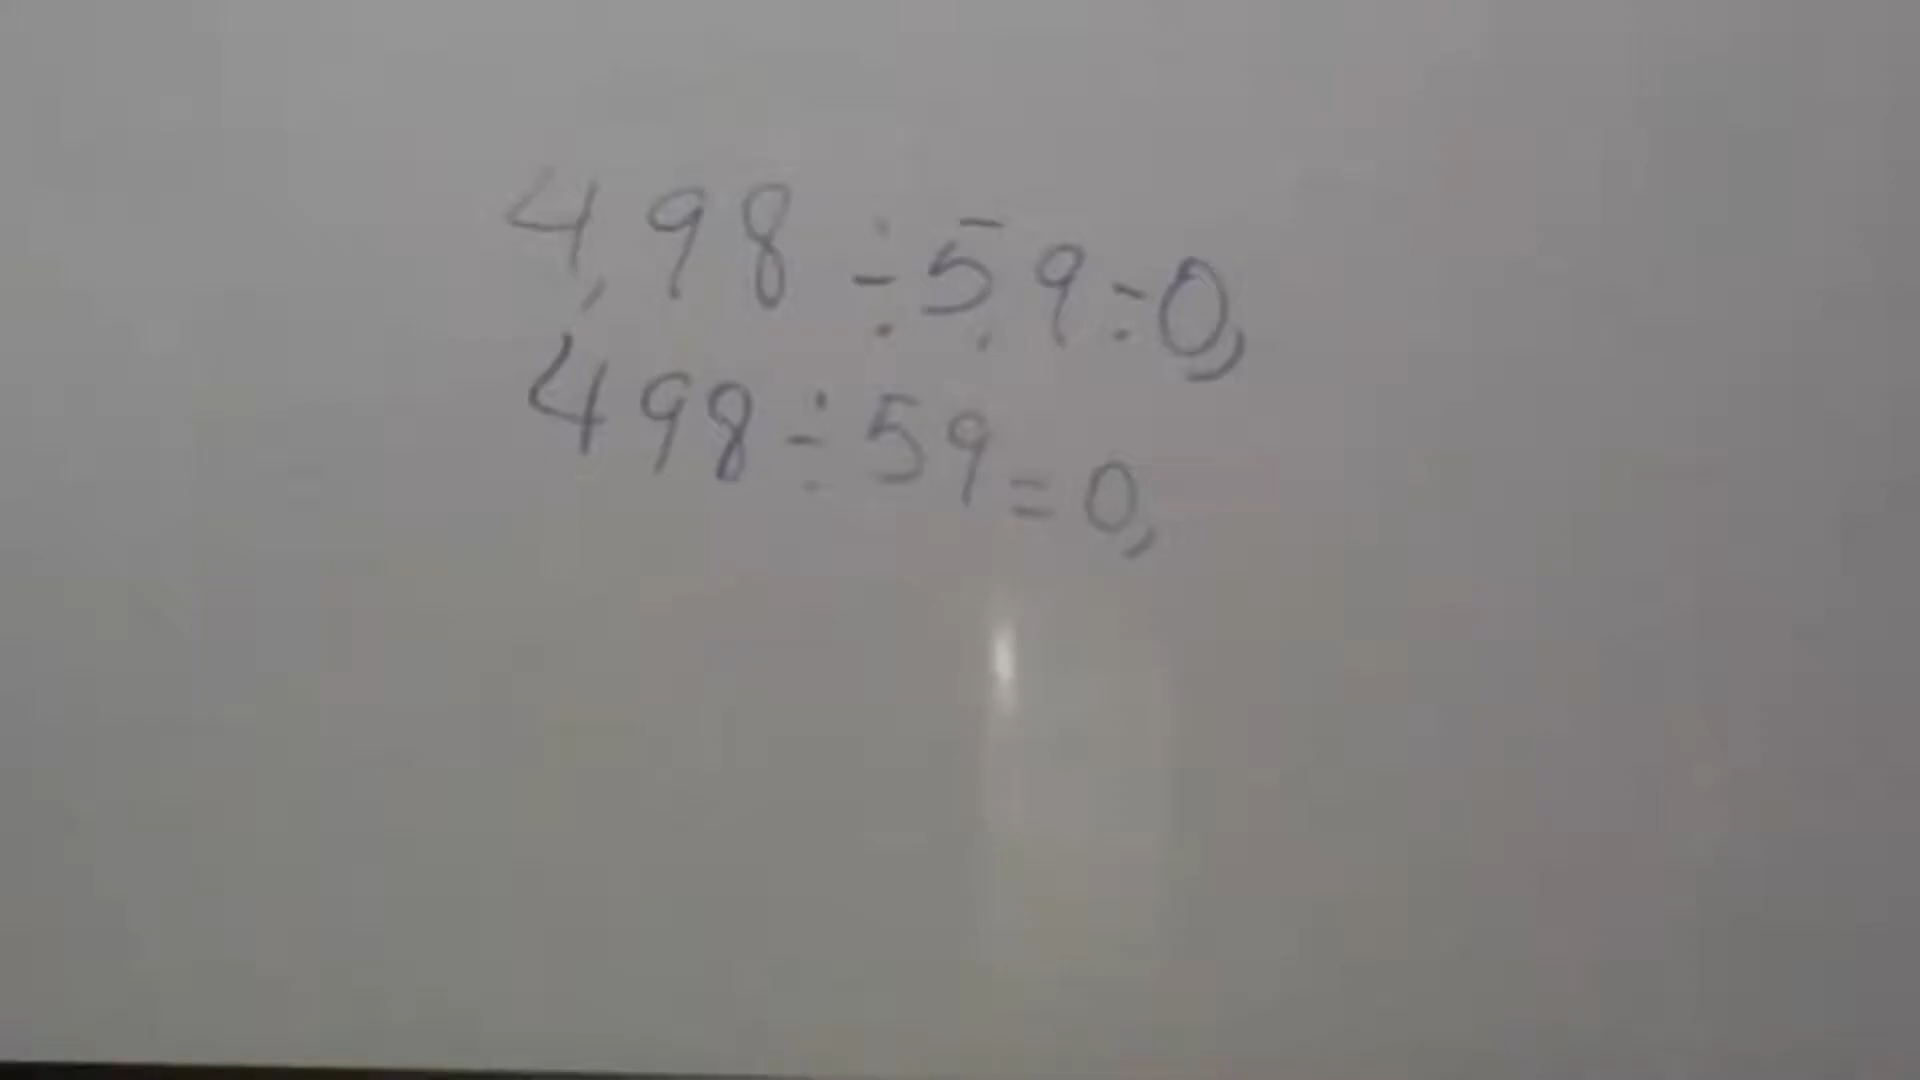 4,98 ÷ 5,9 = 0,
498 ÷ 59 = 0,